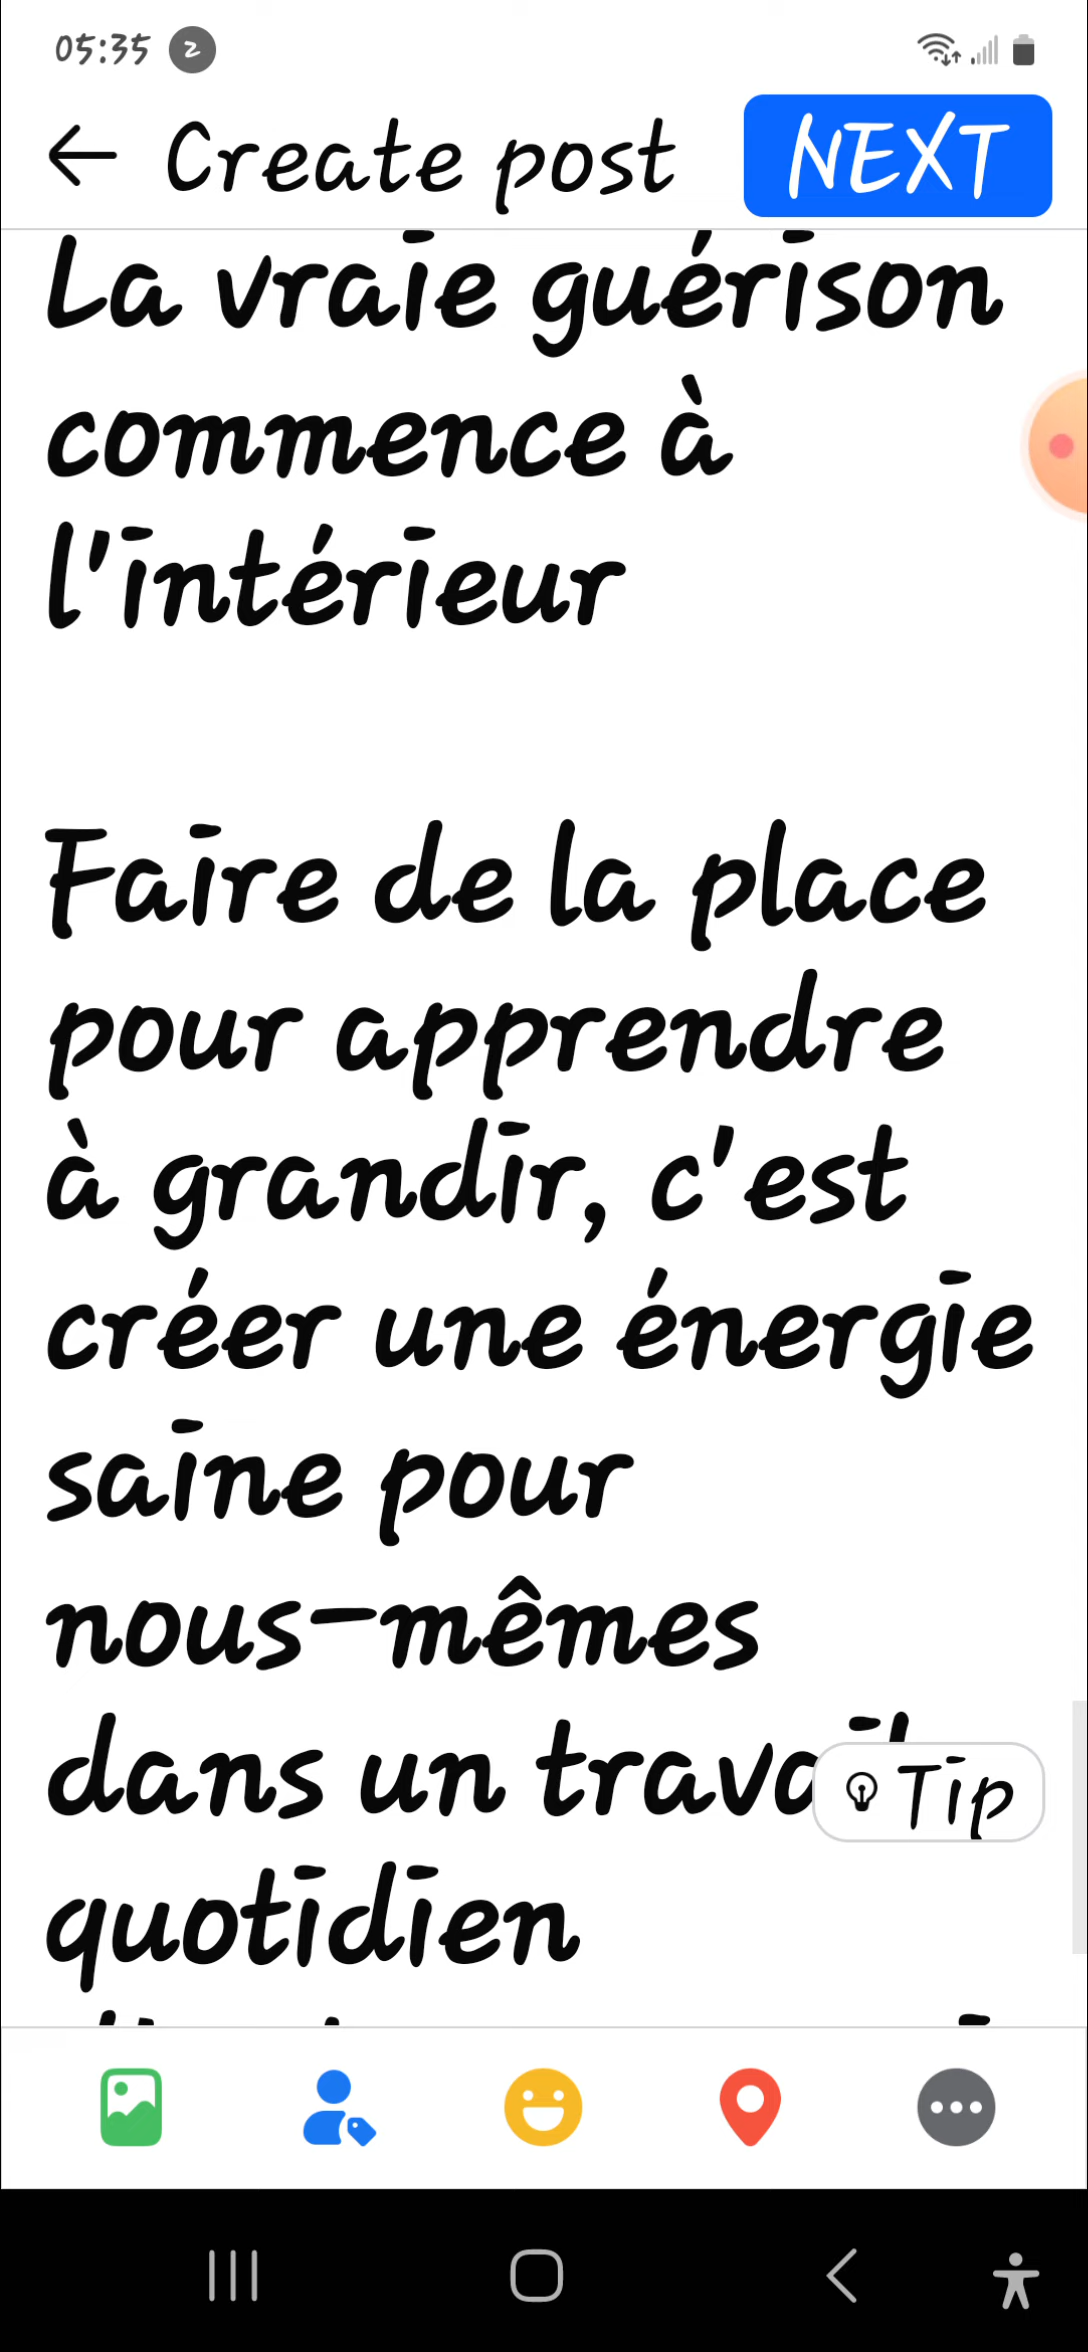 05:35 2
Create post NEXT
La vraie guérison
commence à
l'intérieur
Faire de la place
pour apprendre
à grandir, c'est
créer une énergie
saine pour
nous-mêmes
dans un
Tip
quotidien